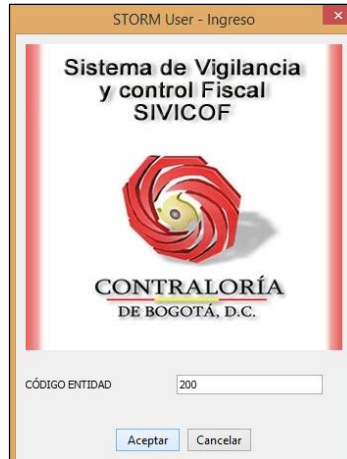 STORM User - Ingreso
Sistema de Vigilancia
y control Fiscal
SIVICOF
CONTRALORÍA
DE BOGOTÁ, D.C.
CÓDIGO ENTIDAD 200
Aceptar Cancelar